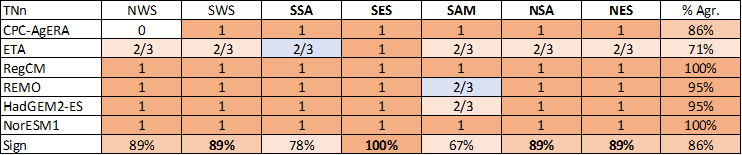 TNn NWS SWS SSA SES SAM NSA NES % Agr.
CPC-AgERA 0 1 1 1 1 1 1 86%
ETA 2/3 2/3 2/3 1 2/3 2/3 2/3 71%
RegCM 1 1 1 1 1 1 1 100%
REMO 1 1 1 1 2/3 1 1 95%
HadGEM2-ES 1 1 1 1 2/3 1 1 95%
NorESM1 1 1 1 1 1 1 1 100%
Sign 89% 89% 78% 100% 67% 89% 89% 86%